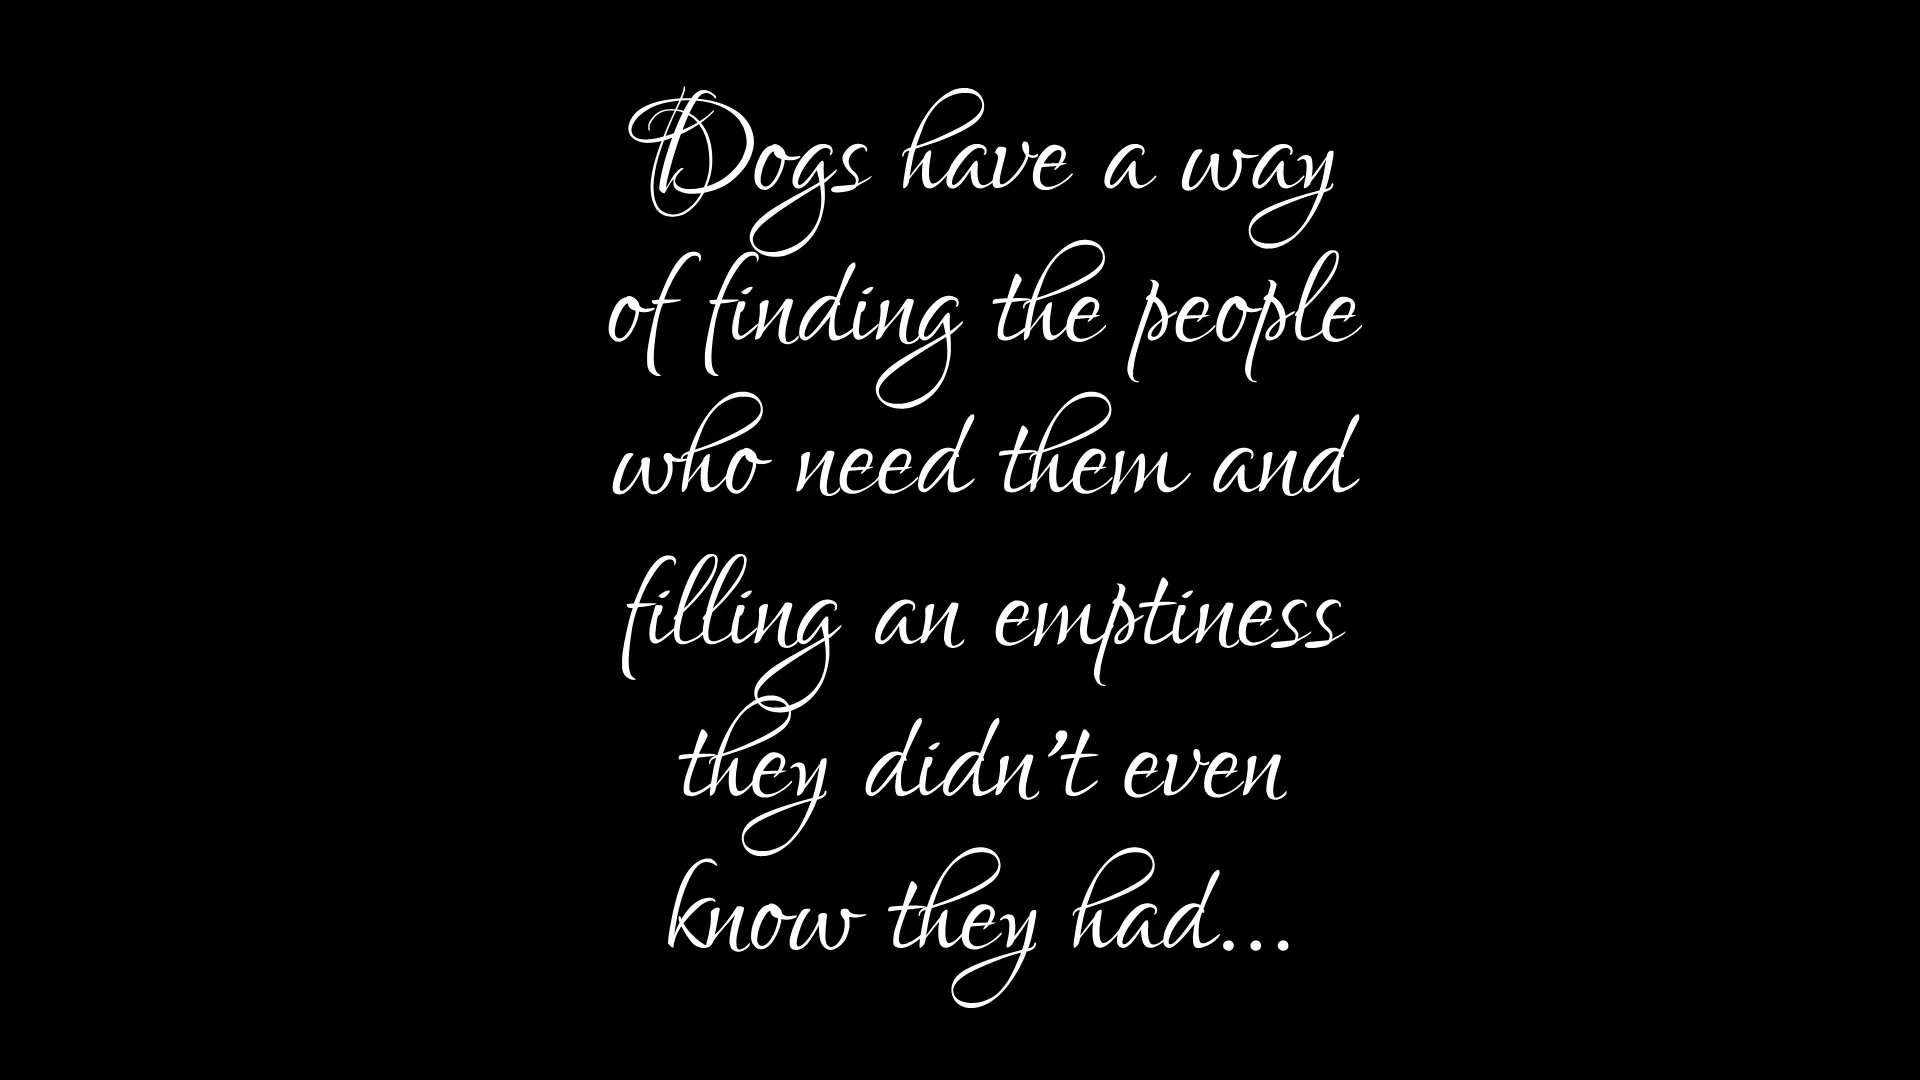 Dogs have a way
of finding the people
who need them and
filling an emptiness
they didn’t even
know they had...